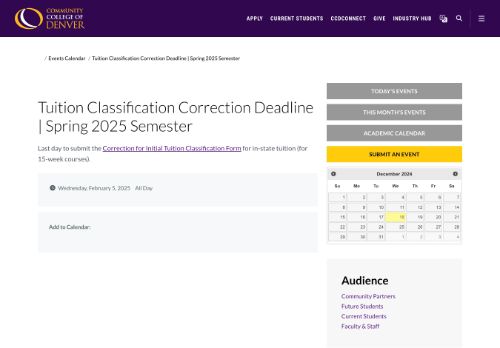 COMMUNITY
COLLEGE OF
DENVER
APPLY CURRENT STUDENTS CCDCONNECT GIVE INDUSTRY HUB
/ Events Calendar / Tuition Classification Correction Deadline | Spring 2025 Semester
Tuition Classification Correction Deadline
| Spring 2025 Semester
Last day to submit the Correction for Initial Tuition Classification Form for in-state tuition (for
15-week courses).
Wednesday, February 5, 2025 All Day
Add to Calendar:
TODAY'S EVENTS
THIS MONTH'S EVENTS
ACADEMIC CALENDAR
SUBMIT AN EVENT
December 2024
Su Mo Tu We Th Fr Sa
1 2 3 4 5 6 7
8 9 10 11 12 13 14
15 16 17 18 19 20 21
22 23 24 25 26 27 28
29 30 31 1 2 3 4
Audience
Community Partners
Future Students
Current Students
Faculty & Staff